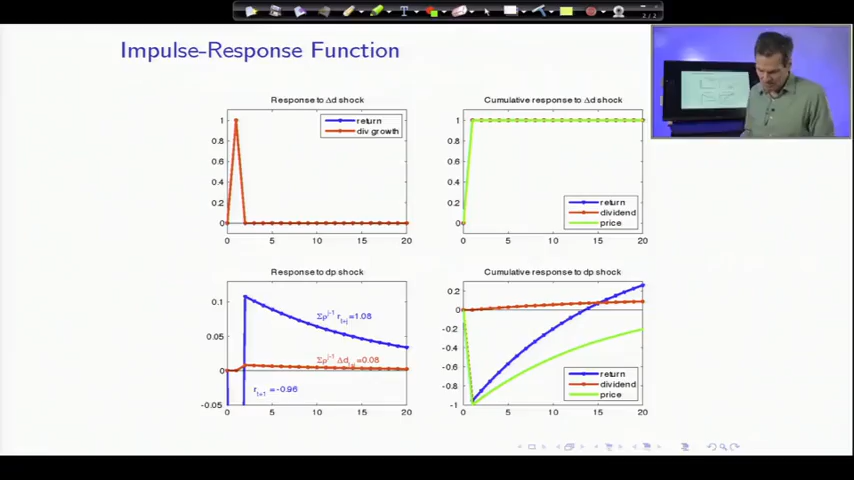 2 / 2
Impulse-Response Function
Response to Δd shock
return
div growth
1
0.8
0.6
0.4
0.2
0
0 5 10 15 20
Cumulative response to Δd shock
1
0.8
0.6
0.4
0.2
0
return
dividend
price
0 5 10 15 20
Response to dp shock
0.1
0.05
0
-0.05
Σρ^{j-1} r_{t+j}=1.08
Σρ^{j-1} Δd_{t+j}=0.08
r_{t+1} = -0.96
0 5 10 15 20
Cumulative response to dp shock
0.2
0
-0.2
-0.4
-0.6
-0.8
-1
return
dividend
price
0 5 10 15 20